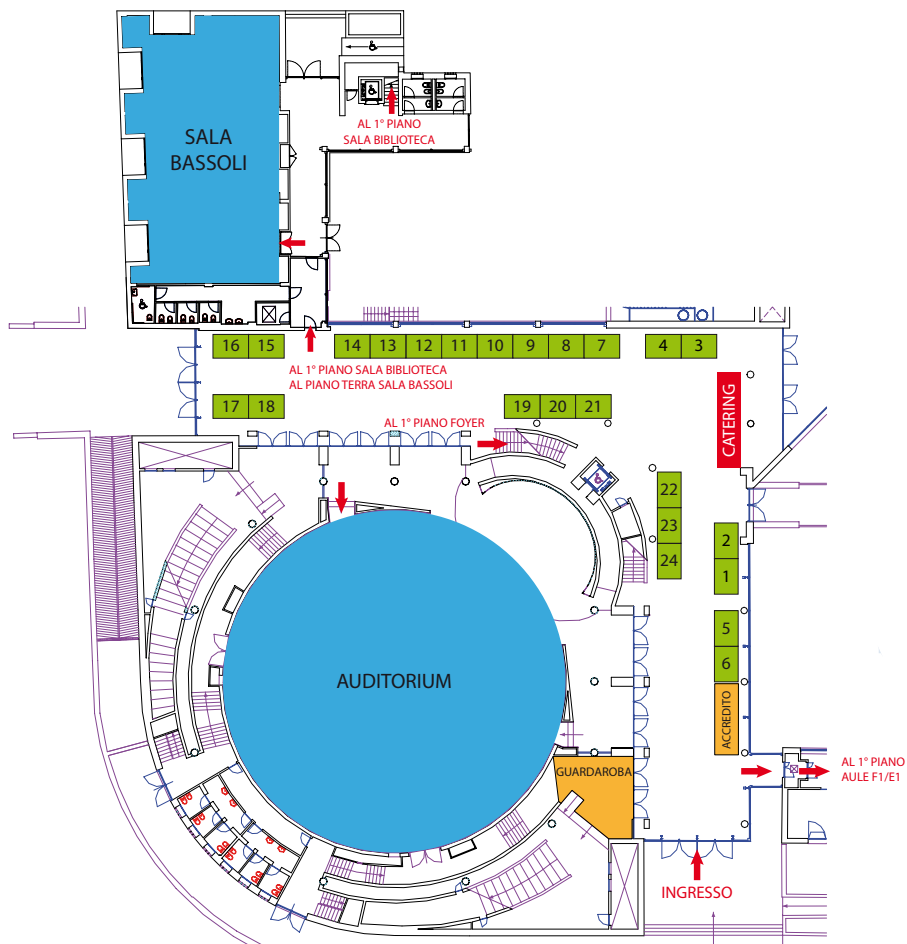 SALA
BASSOLI
AL 1° PIANO
SALA BIBLIOTECA
16 15 14 13 12 11 10 9 8 7 4 3
AL 1° PIANO SALA BIBLIOTECA
AL PIANO TERRA SALA BASSOLI
17 18 19 20 21
CATERING
AL 1° PIANO FOYER
22
23
24
2
1
5
6
ACCREDITO
AUDITORIUM
GUARDAROBA
AL 1° PIANO
AULE F1/E1
INGRESSO